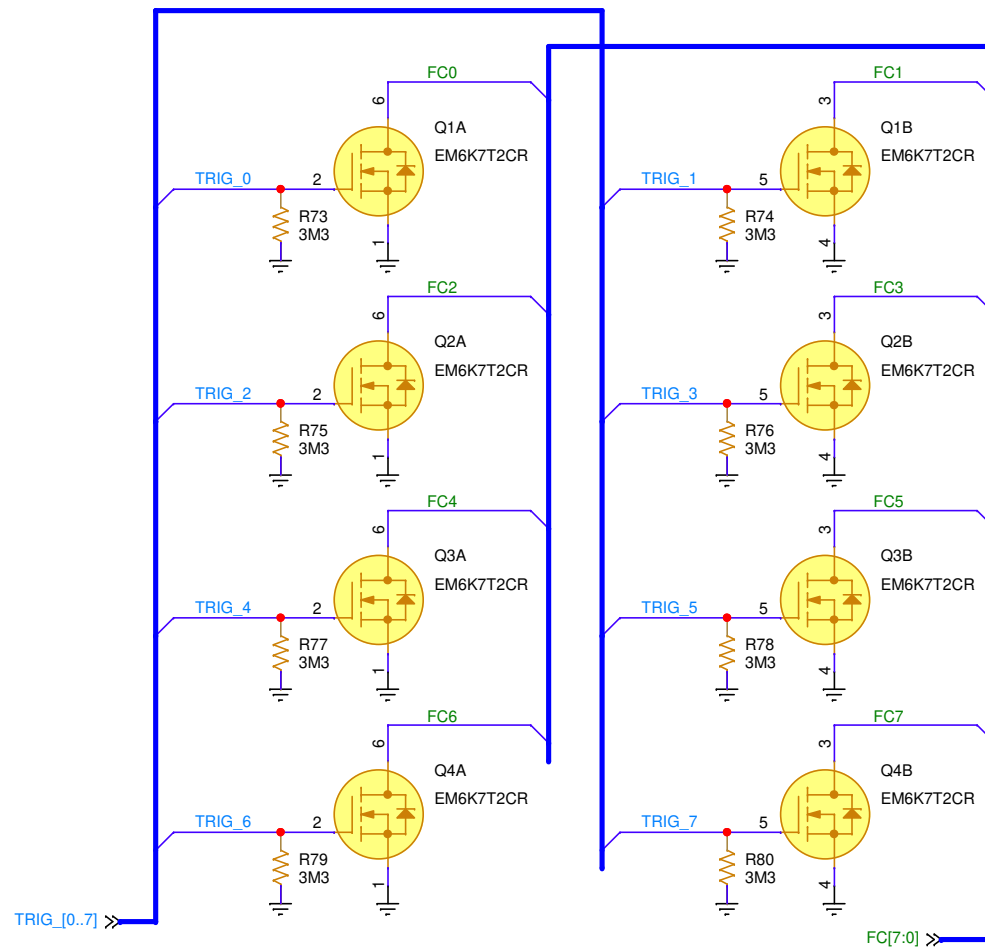 FC0
6
Q1A
EM6K7T2CR
TRIG_0
2
R73
3M3
1
FC1
3
Q1B
EM6K7T2CR
TRIG_1
5
R74
3M3
4
FC2
6
Q2A
EM6K7T2CR
TRIG_2
2
R75
3M3
1
FC3
3
Q2B
EM6K7T2CR
TRIG_3
5
R76
3M3
4
FC4
6
Q3A
EM6K7T2CR
TRIG_4
2
R77
3M3
1
FC5
3
Q3B
EM6K7T2CR
TRIG_5
5
R78
3M3
4
FC6
6
Q4A
EM6K7T2CR
TRIG_6
2
R79
3M3
1
FC7
3
Q4B
EM6K7T2CR
TRIG_7
5
R80
3M3
4
TRIG_[0..7]
FC[7:0]